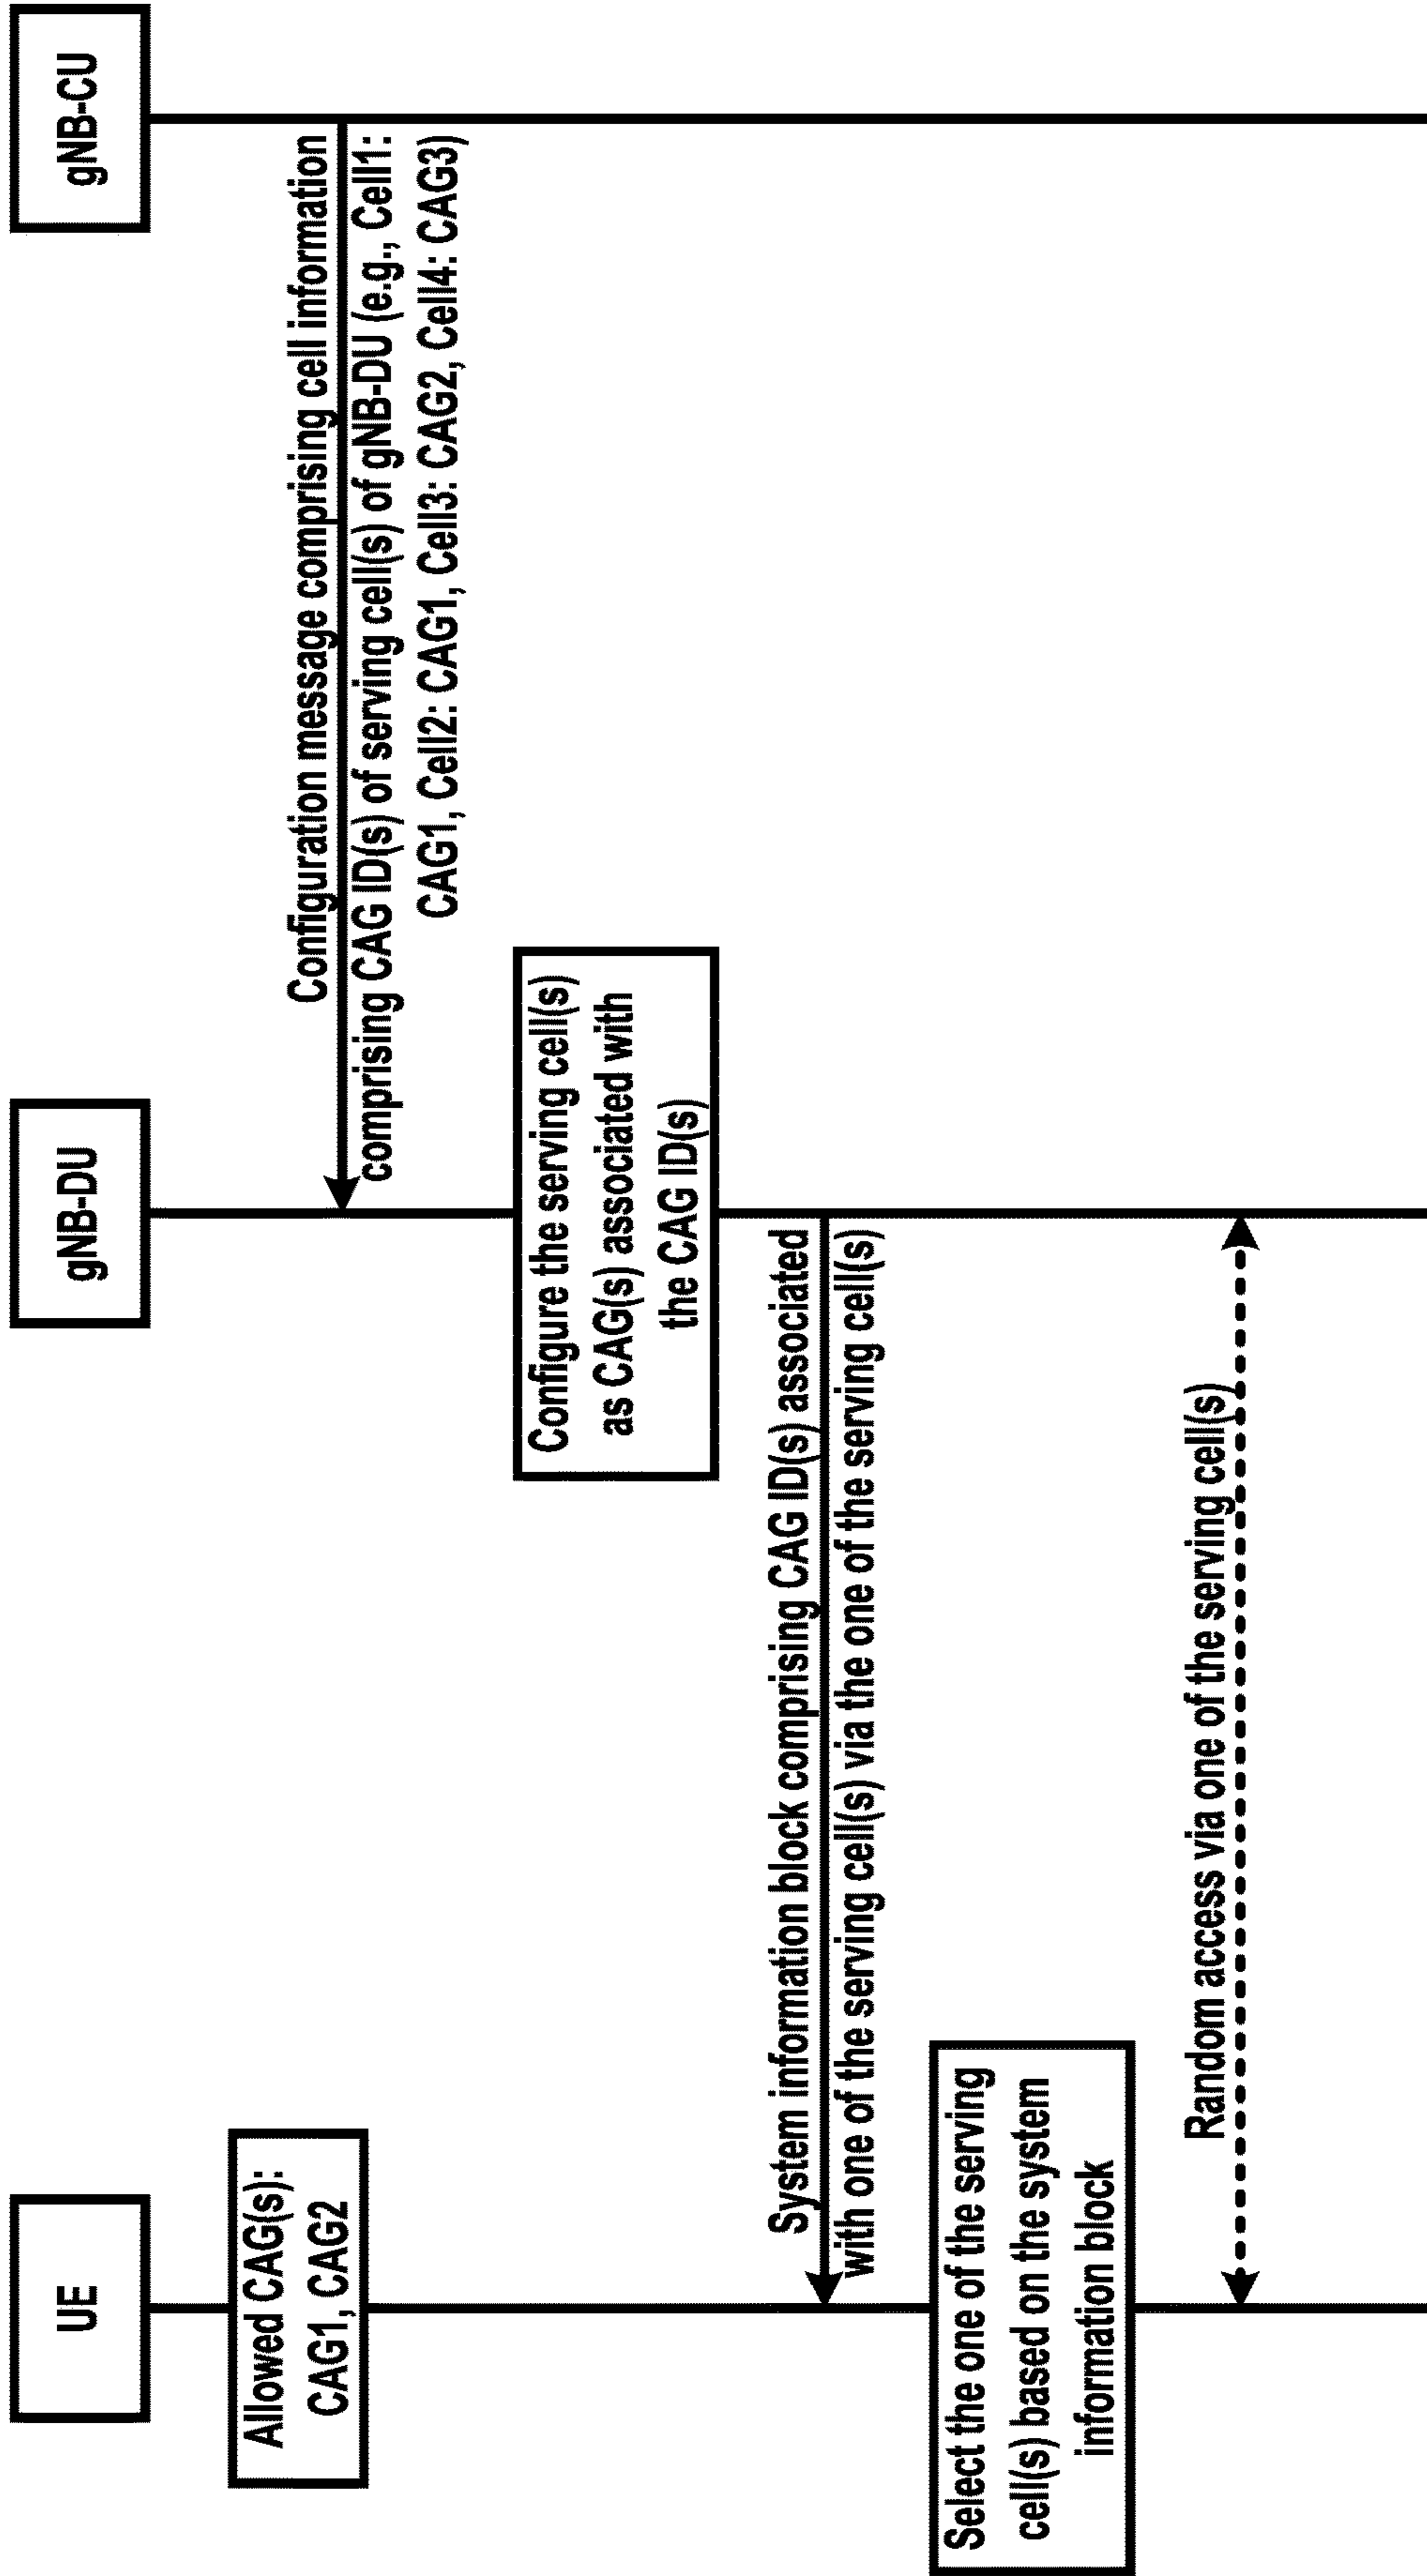 UE
gNB-DU
gNB-CU
Allowed CAG(s):
CAG1, CAG2
Configuration message comprising cell information
comprising CAG ID(s) of serving cell(s) of gNB-DU (e.g., Cell1:
CAG1, Cell2: CAG1, Cell3: CAG2, Cell4: CAG3)
Configure the serving cell(s)
as CAG(s) associated with
the CAG ID(s)
System information block comprising CAG ID(s) associated
with one of the serving cell(s) via the one of the serving cell(s)
Select the one of the serving
cell(s) based on the system
information block
Random access via one of the serving cell(s)